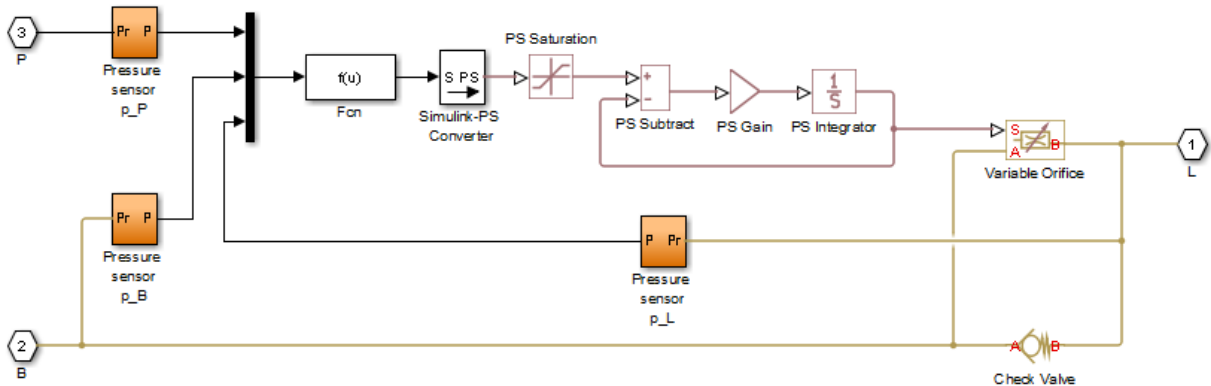 3
P
Pr P
Pressure
sensor
p_P
f(u)
Fcn
S PS
Simulink-PS
Converter
PS Saturation
+
-
PS Subtract
PS Gain
1
S
PS Integrator
S
A
B
Variable Orifice
1
L
Pr P
Pressure
sensor
p_B
P Pr
Pressure
sensor
p_L
2
B
A
B
Check Valve